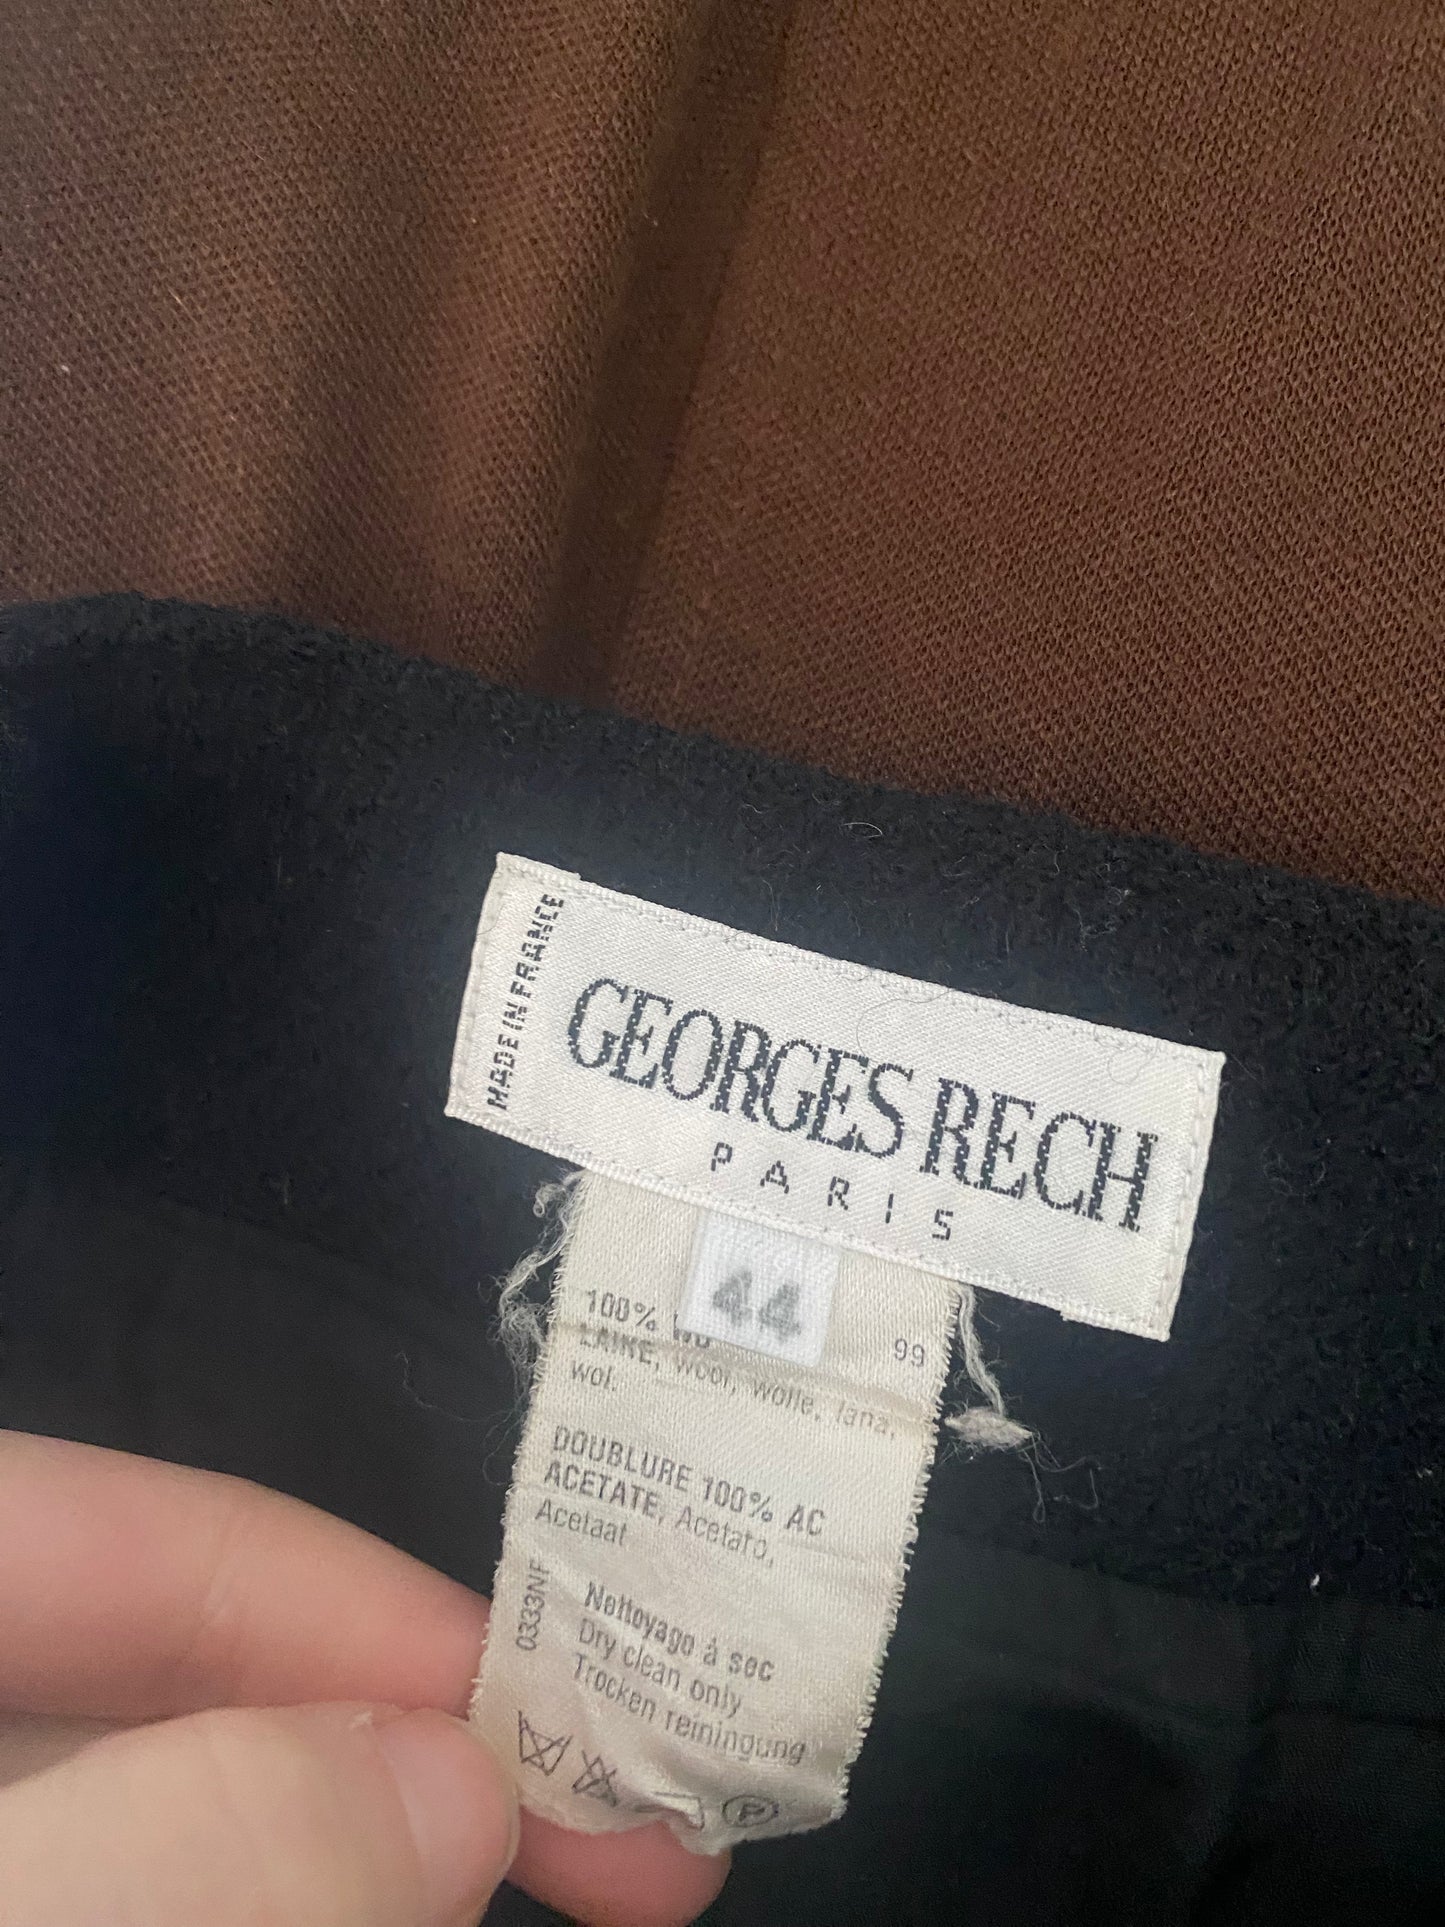 MADE IN FRANCE
GEORGES RECH
PARIS
44
100% WO
99
LAINE, wool, wolle, lana,
wol.
DOUBLURE 100% AC
ACETATE, Acetato,
Acetaat
0333NF
Nettoyage à sec
Dry clean only
Trocken reiningung
P